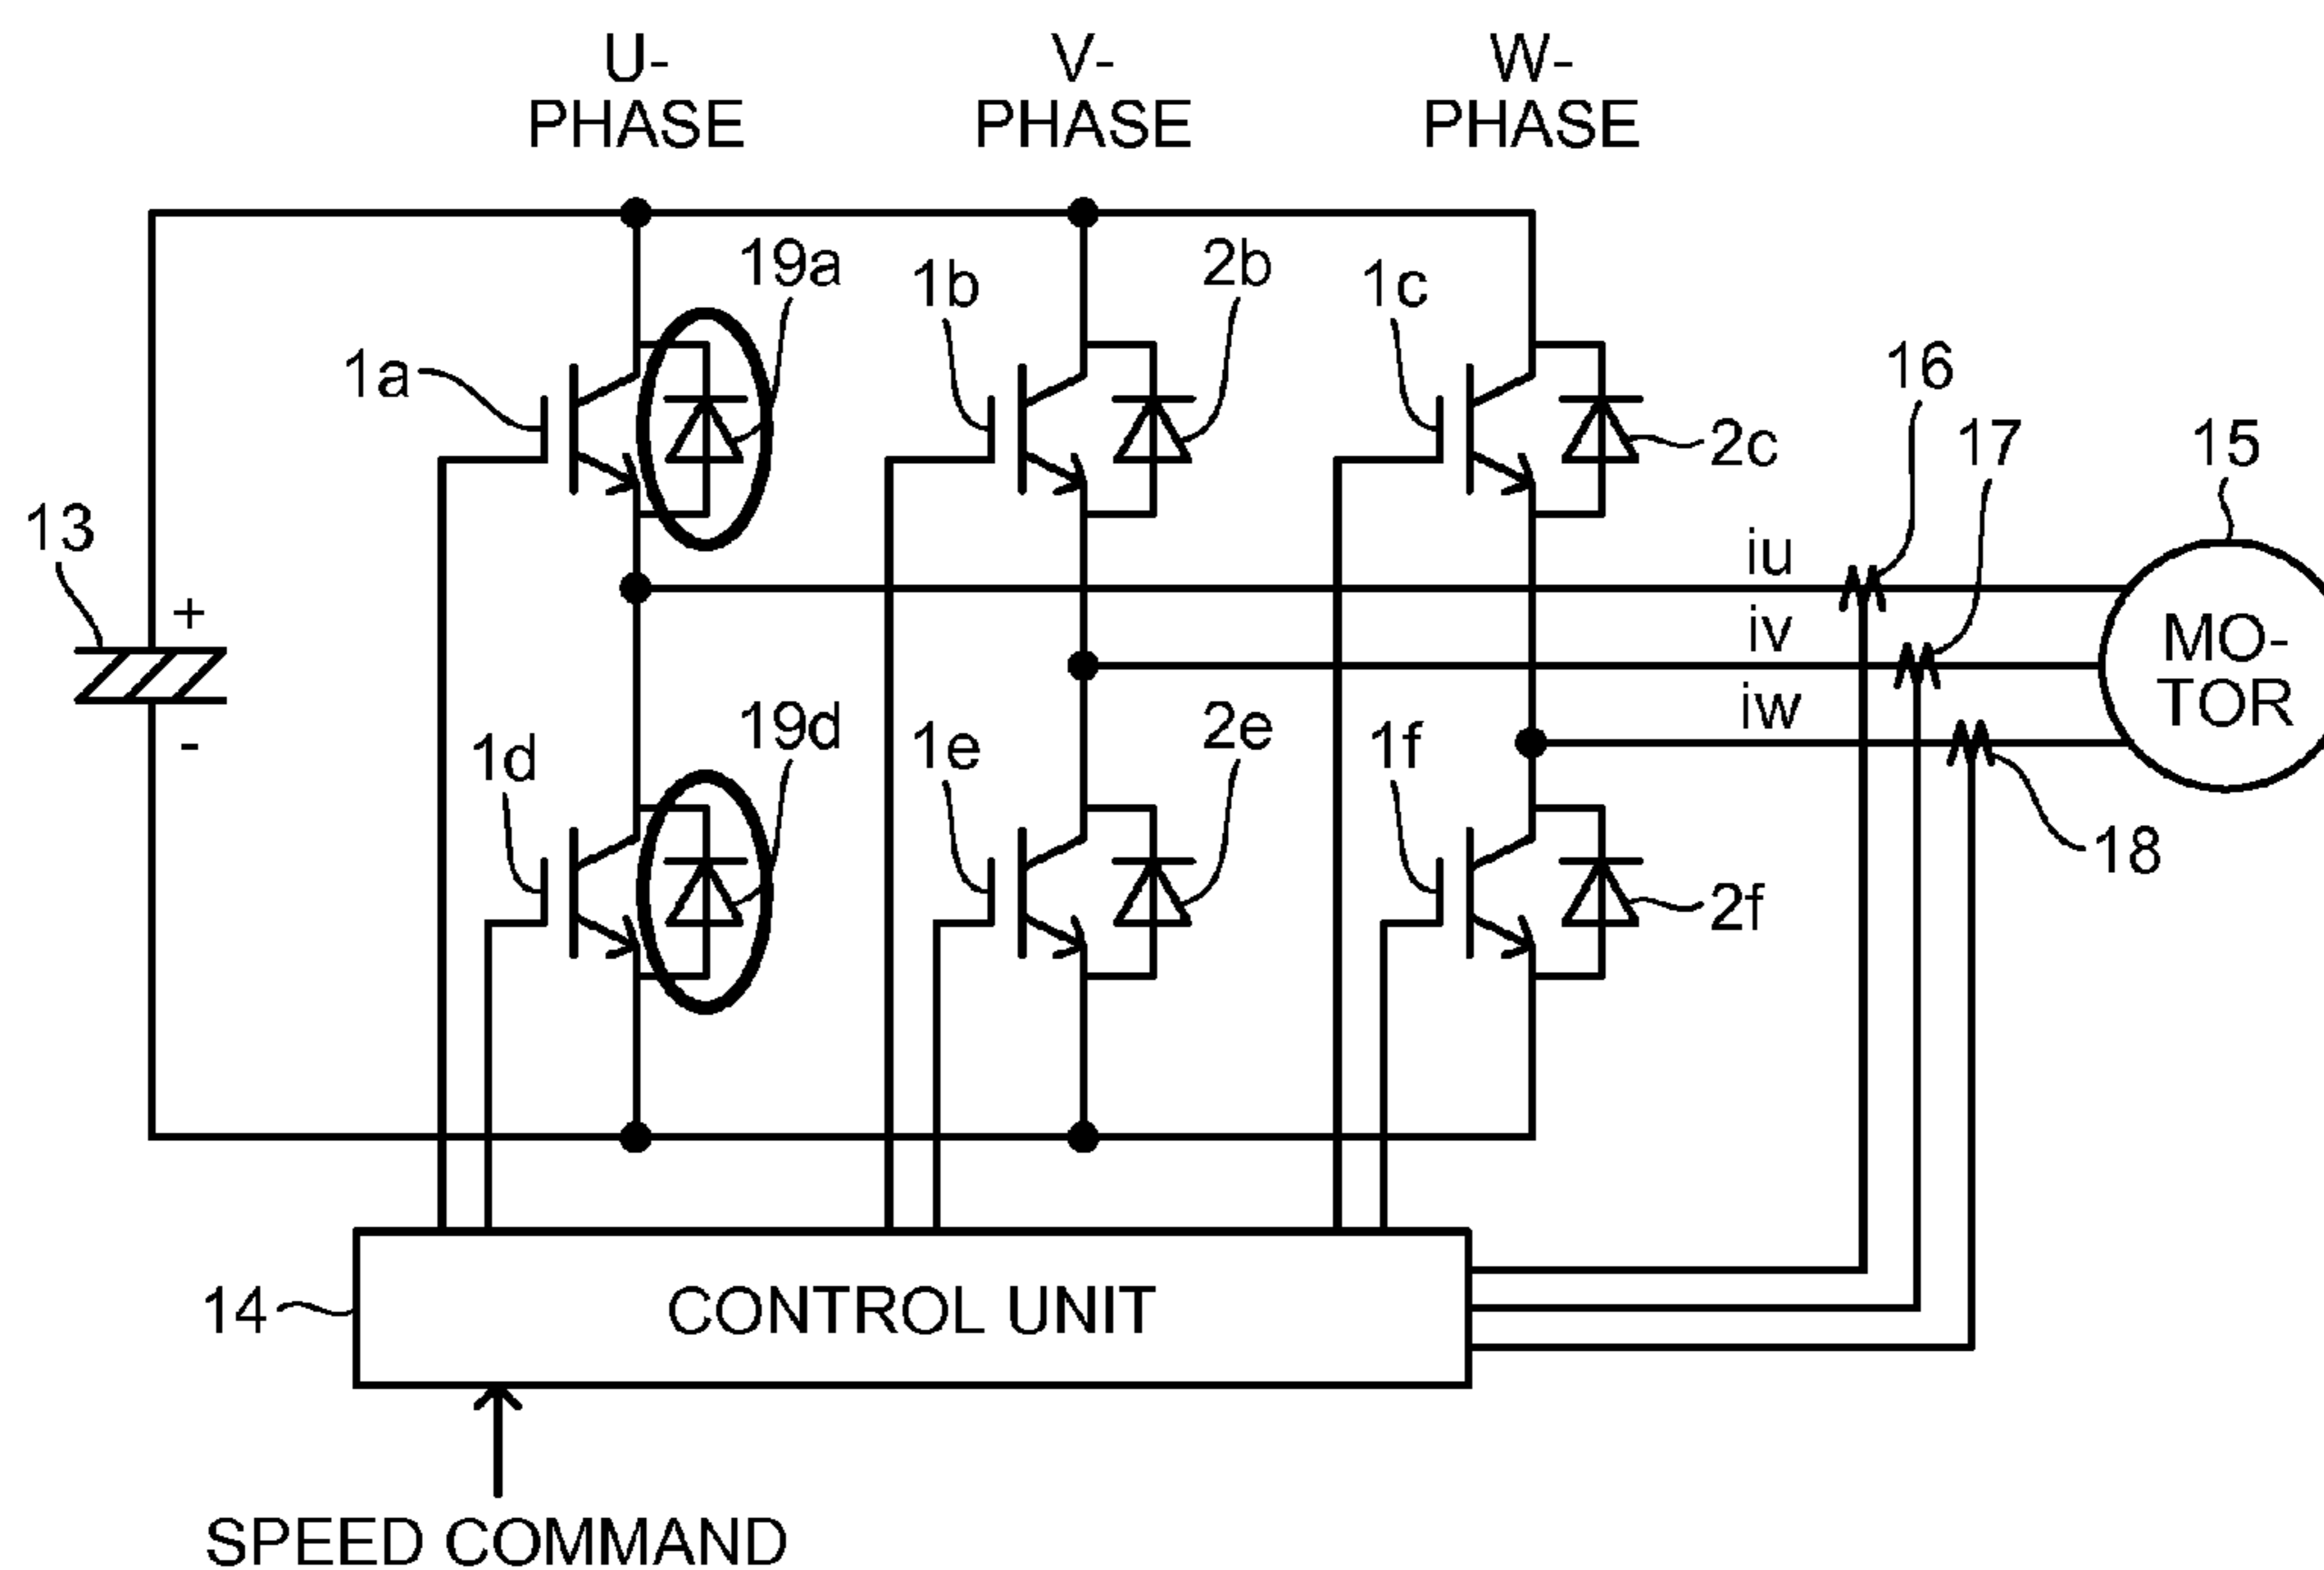 U-
PHASE
V-
PHASE
W-
PHASE
19a
1b
2b
1c
1a
16
17
15
2c
13
+
-
iu
iv
iw
MO-
TOR
19d
1d
1e
2e
1f
2f
18
14
CONTROL UNIT
SPEED COMMAND